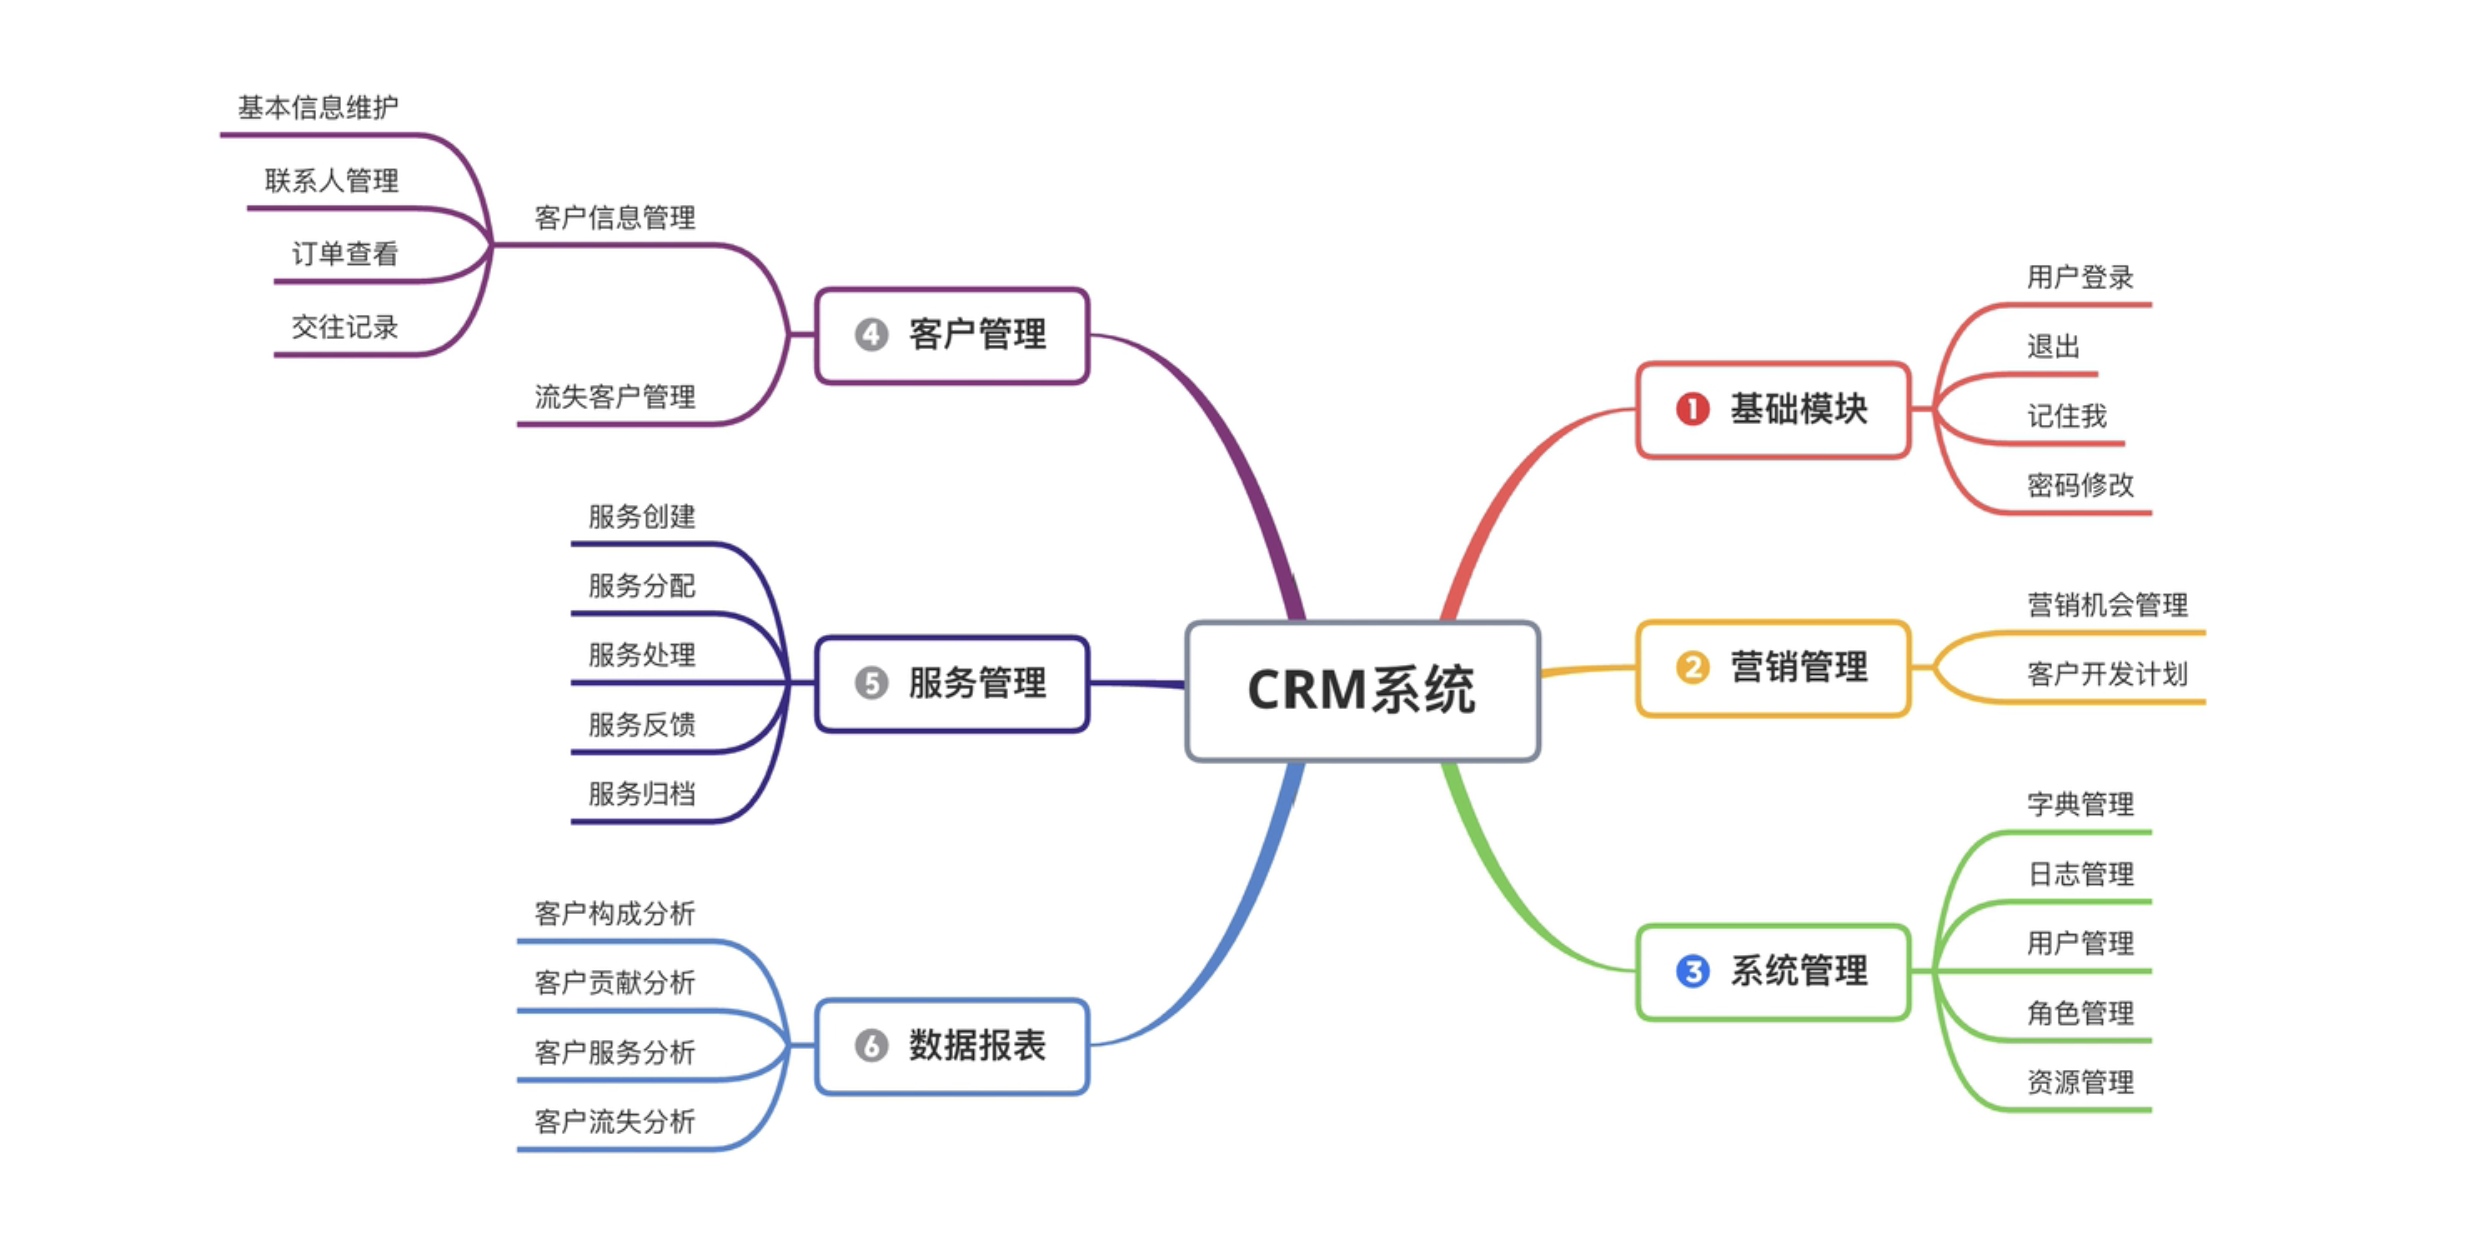 CRM系统
1 基础模块
用户登录
退出
记住我
密码修改
2 营销管理
营销机会管理
客户开发计划
3 系统管理
字典管理
日志管理
用户管理
角色管理
资源管理
4 客户管理
客户信息管理
基本信息维护
联系人管理
订单查看
交往记录
流失客户管理
5 服务管理
服务创建
服务分配
服务处理
服务反馈
服务归档
6 数据报表
客户构成分析
客户贡献分析
客户服务分析
客户流失分析